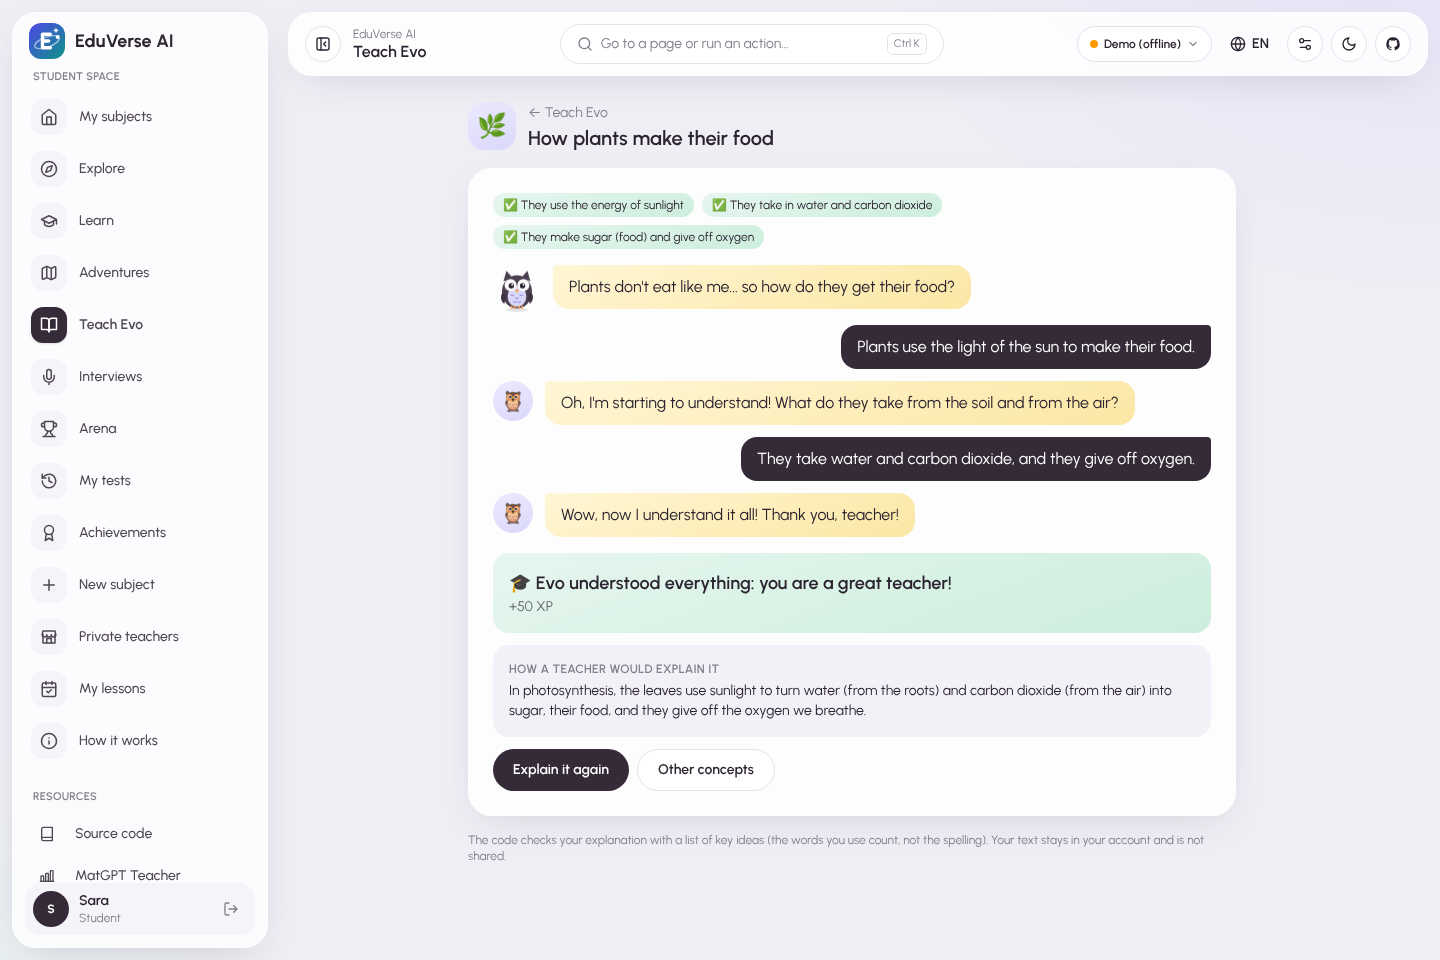 EduVerse AI
STUDENT SPACE
My subjects
Explore
Learn
Adventures
Teach Evo
Interviews
Arena
My tests
Achievements
New subject
Private teachers
My lessons
How it works
RESOURCES
Source code
MatGPT Teacher
S
Sara
Student
EduVerse AI
Teach Evo
Go to a page or run an action...
Ctrl K
Demo (offline)
EN
← Teach Evo
How plants make their food
✅ They use the energy of sunlight
✅ They take in water and carbon dioxide
✅ They make sugar (food) and give off oxygen
Plants don't eat like me... so how do they get their food?
Plants use the light of the sun to make their food.
Oh, I'm starting to understand! What do they take from the soil and from the air?
They take water and carbon dioxide, and they give off oxygen.
Wow, now I understand it all! Thank you, teacher!
🎓 Evo understood everything: you are a great teacher!
+50 XP
HOW A TEACHER WOULD EXPLAIN IT
In photosynthesis, the leaves use sunlight to turn water (from the roots) and carbon dioxide (from the air) into
sugar, their food, and they give off the oxygen we breathe.
Explain it again
Other concepts
The code checks your explanation with a list of key ideas (the words you use count, not the spelling). Your text stays in your account and is not
shared.